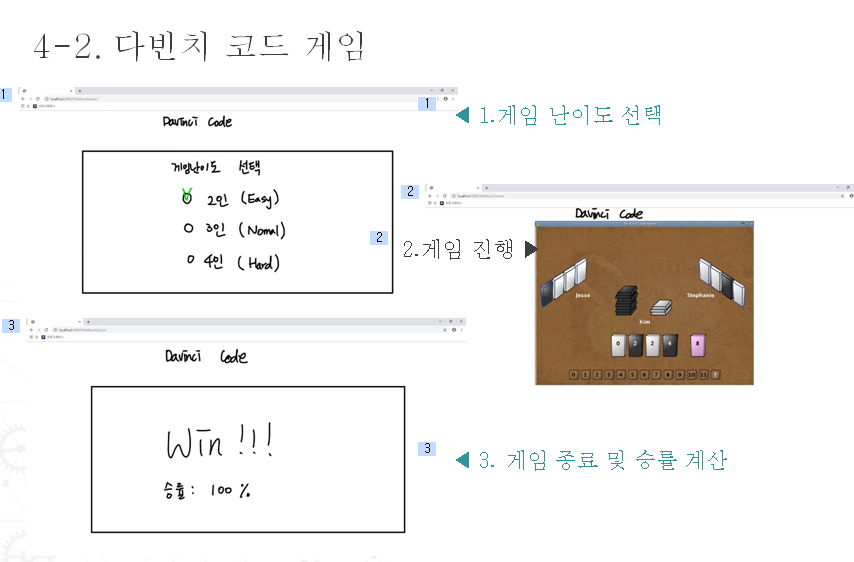 4-2. 다빈치 코드 게임
1
1
◀ 1.게임 난이도 선택
Davinci Code
게임난이도 선택
2인 (Easy)
3인 (Nomal)
4인 (Hard)
2
2
Davinci Code
2.게임 진행 ▶
Jesse
Stephanie
Kim
0 2 2 4 8
0 1 2 3 4 5 6 7 8 9 10 11 ?
3
Davinci Code
Win!!!
승률: 100 %
3
◀ 3. 게임 종료 및 승률 계산